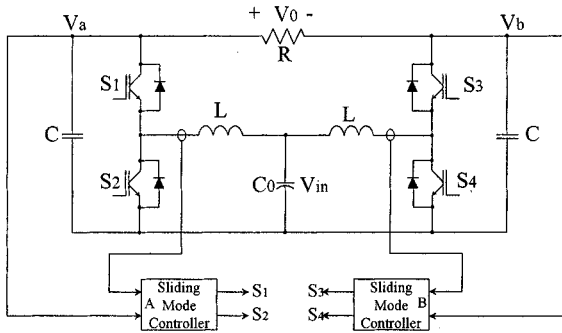 Va
+ V0 -
Vb
R
S1
S3
L
L
C
C
S2
C0
Vin
S4
Sliding
A Mode
Controller
S1
S2
S3
S4
Sliding
Mode B
Controller